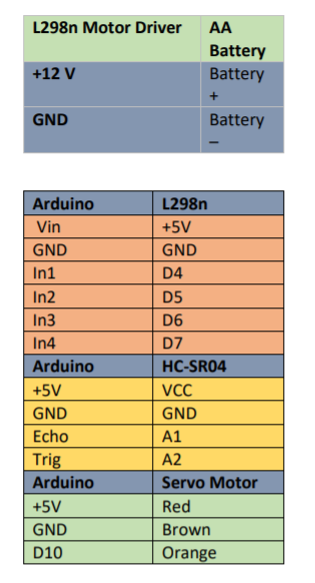 L298n Motor Driver AA
Battery
+12 V Battery
+
GND Battery
–
Arduino L298n
Vin +5V
GND GND
In1 D4
In2 D5
In3 D6
In4 D7
Arduino HC-SR04
+5V VCC
GND GND
Echo A1
Trig A2
Arduino Servo Motor
+5V Red
GND Brown
D10 Orange